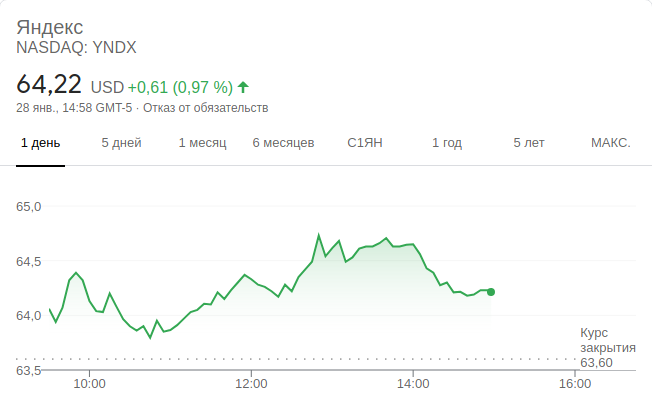 Яндекс
NASDAQ: YNDX
64,22 USD +0,61 (0,97 %) ↑
28 янв., 14:58 GMT-5 · Отказ от обязательств
1 день 5 дней 1 месяц 6 месяцев С1ЯН 1 год 5 лет МАКС.
65,0
64,5
64,0
Курс
закрытия
63,60
63,5
10:00 12:00 14:00 16:00